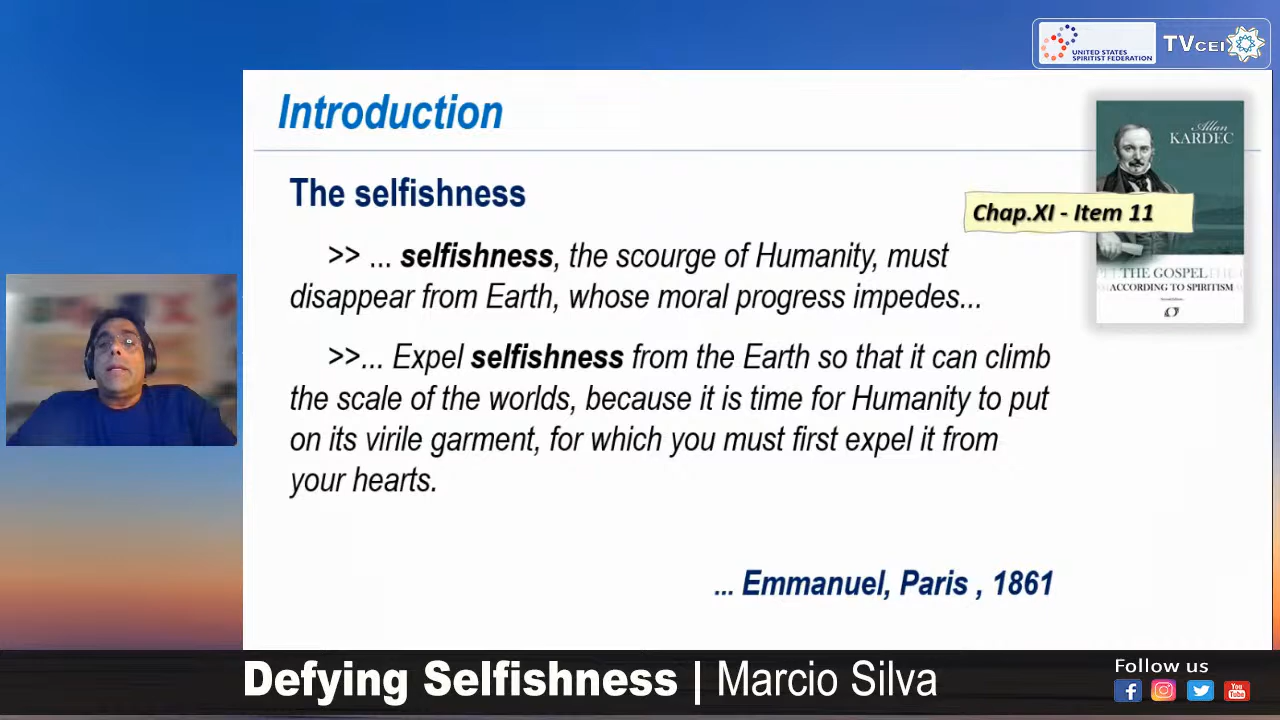 UNITED STATES
SPIRITIST FEDERATION
TVCEI
Introduction
Allan
KARDEC
The selfishness
Chap.XI - Item 11
>> ... selfishness, the scourge of Humanity, must
disappear from Earth, whose moral progress impedes...
THE GOSPEL
ACCORDING TO SPIRITISM
>>... Expel selfishness from the Earth so that it can climb
the scale of the worlds, because it is time for Humanity to put
on its virile garment, for which you must first expel it from
your hearts.
... Emmanuel, Paris , 1861
Defying Selfishness | Marcio Silva
Follow us
You
Tube